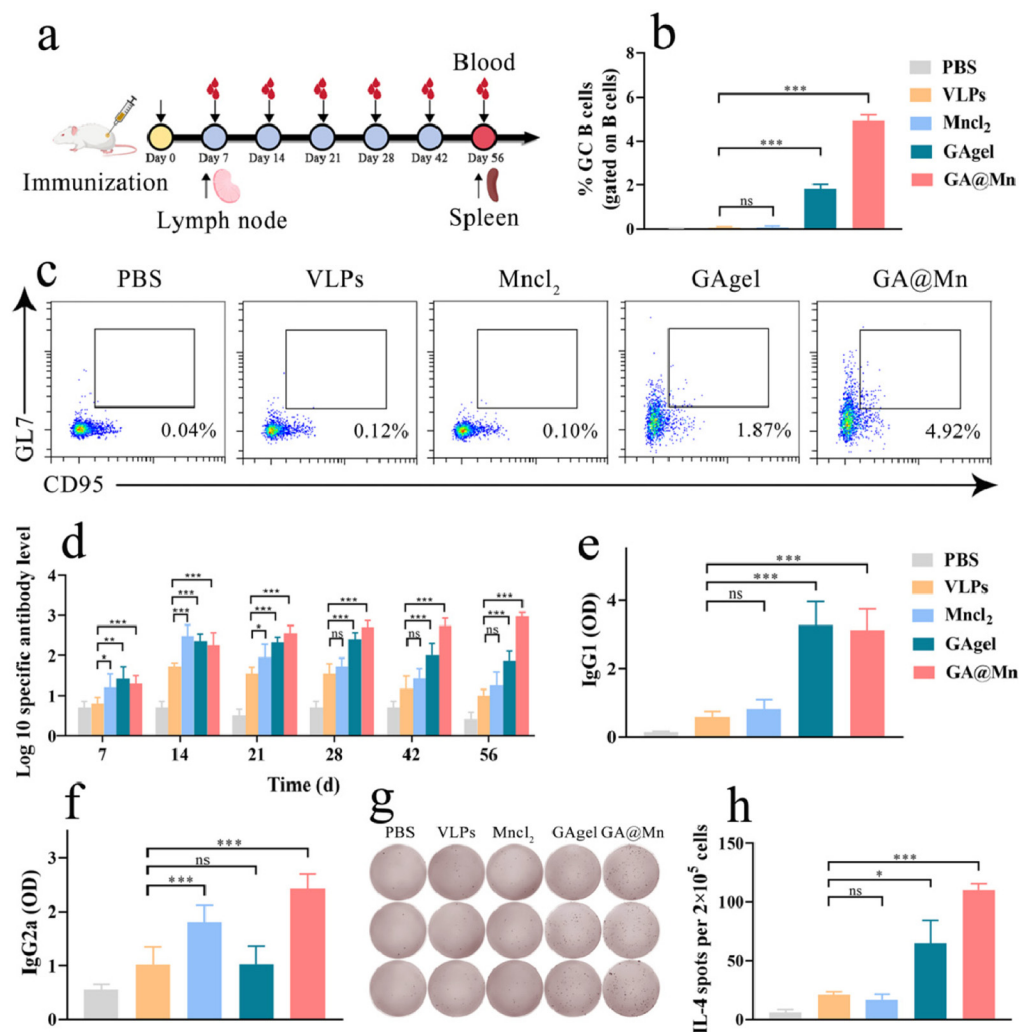 a
Blood
Day 0 Day 7 Day 14 Day 21 Day 28 Day 42 Day 56
Immunization
Lymph node
Spleen
b
% GC B cells
(gated on B cells)
6
4
2
0
***
***
ns
PBS
VLPs
Mncl2
GAgel
GA@Mn
c
PBS VLPs Mncl2 GAgel GA@Mn
GL7
0.04% 0.12% 0.10% 1.87% 4.92%
CD95
d
Log 10 specific antibody level
4
3
2
1
0
*** *** *** *** *** ***
** *** *** *** *** ***
* *** * ns ns ns
7 14 21 28 42 56
Time (d)
e
IgG1 (OD)
4
2
0
***
***
ns
PBS
VLPs
Mncl2
GAgel
GA@Mn
f
IgG2a (OD)
3
2
1
0
***
ns
***
g
PBS VLPs Mncl2 GAgel GA@Mn
h
IL-4 spots per 2×10⁵ cells
150
100
50
0
***
*
ns